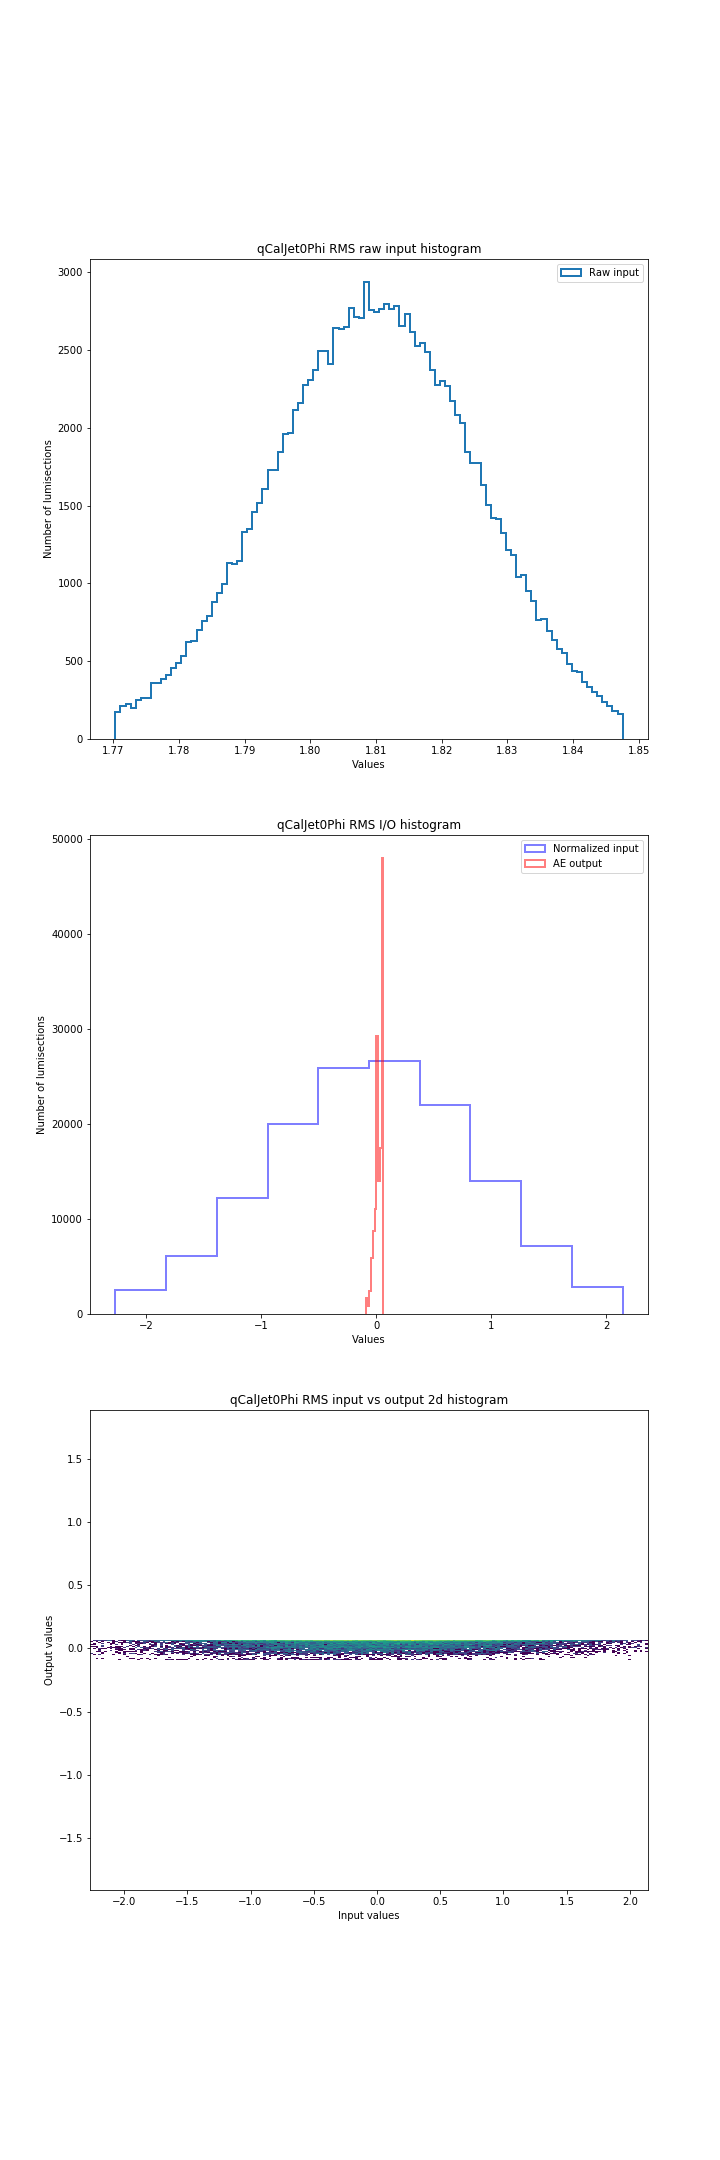 qCalJet0Phi RMS raw input histogram
3000
2500
2000
1500
1000
500
0
Number of lumisections
Raw input
1.77 1.78 1.79 1.80 1.81 1.82 1.83 1.84 1.85
Values
qCalJet0Phi RMS I/O histogram
50000
40000
30000
20000
10000
0
Number of lumisections
Normalized input
AE output
−2 −1 0 1 2
Values
qCalJet0Phi RMS input vs output 2d histogram
1.5
1.0
0.5
0.0
−0.5
−1.0
−1.5
Output values
−2.0 −1.5 −1.0 −0.5 0.0 0.5 1.0 1.5 2.0
Input values